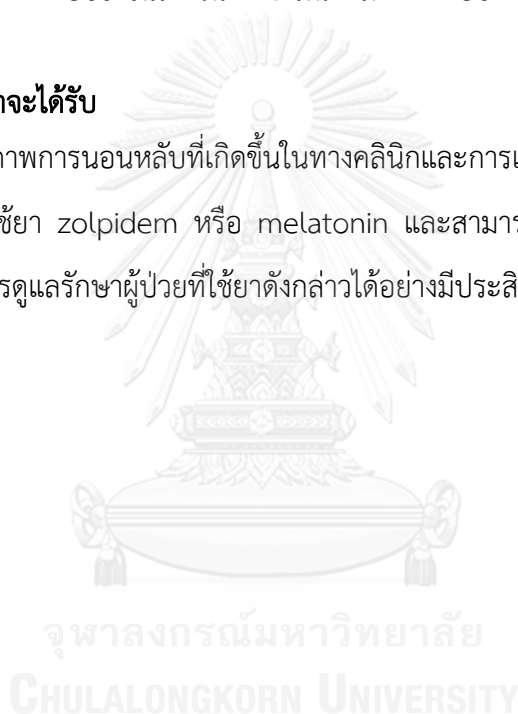 าจะได้รับ
ภาพการนอนหลับที่เกิดขึ้นในทางคลินิกและการเ
ช้ยา zolpidem หรือ melatonin และสามาร
ารดูแลรักษาผู้ป่วยที่ใช้ยาดังกล่าวได้อย่างมีประสิ
จุฬาลงกรณ์มหาวิทยาลัย
CHULALONGKORN UNIVERSITY